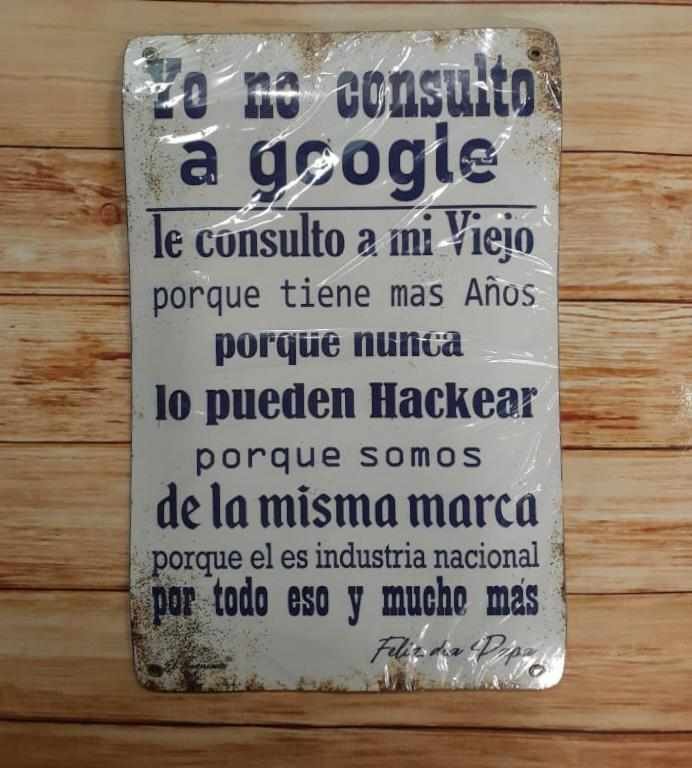 Yo no consulto
a google
le consulto a mi Viejo
porque tiene mas Años
porque nunca
lo pueden Hackear
porque somos
de la misma marca
porque el es industria nacional
por todo eso y mucho más
Feliz dia Papa